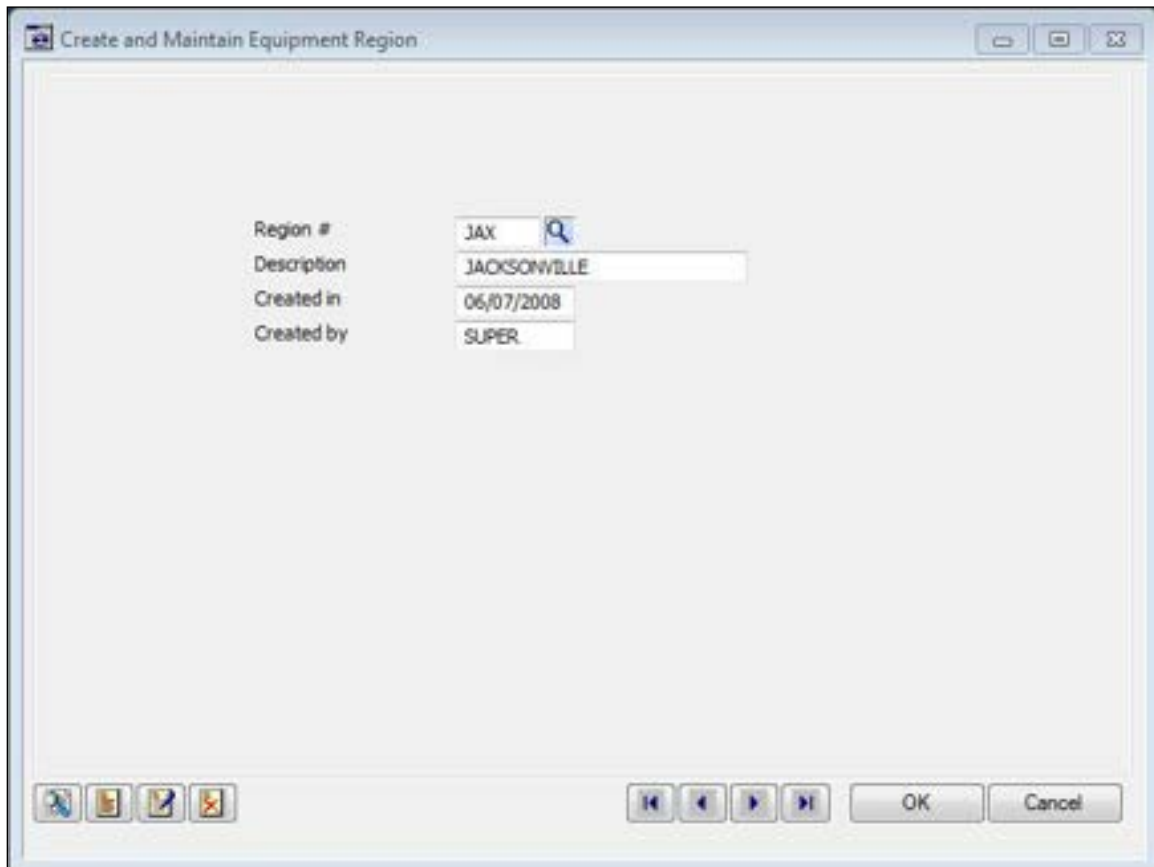 Create and Maintain Equipment Region
Region # JAX
Description JACKSONVILLE
Created in 06/07/2008
Created by SUPER
OK Cancel